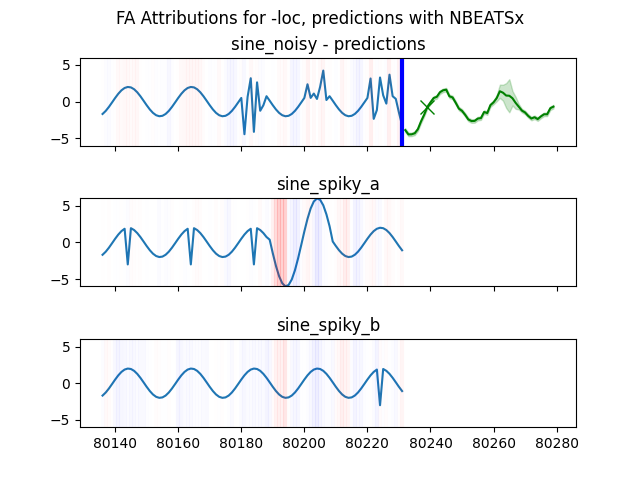 FA Attributions for -loc, predictions with NBEATSx
sine_noisy - predictions
5
0
−5
sine_spiky_a
5
0
−5
sine_spiky_b
5
0
−5
80140 80160 80180 80200 80220 80240 80260 80280